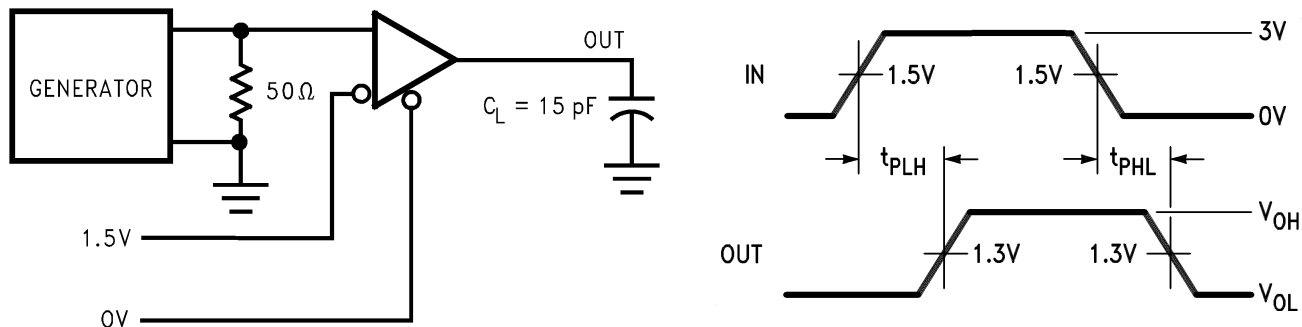 GENERATOR
50Ω
OUT
C_L = 15 pF
1.5V
0V
IN
1.5V
1.5V
3V
0V
t_PLH
t_PHL
OUT
1.3V
1.3V
V_OH
V_OL